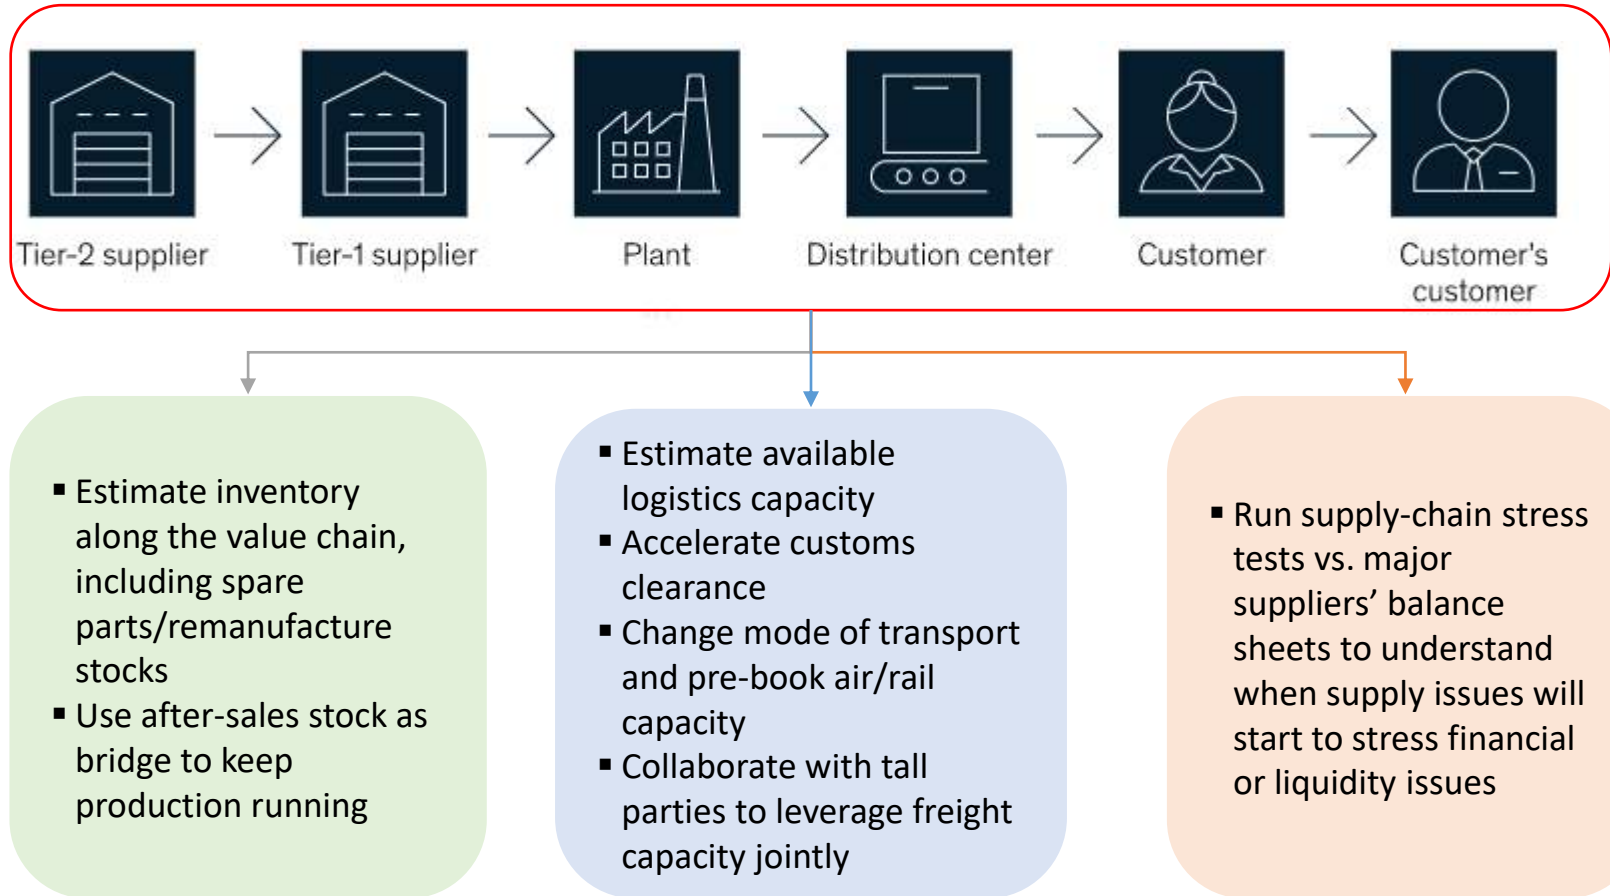 Tier-2 supplier
Tier-1 supplier
Plant
Distribution center
Customer
Customer's
customer
▪ Estimate inventory
along the value chain,
including spare
parts/remanufacture
stocks
▪ Use after-sales stock as
bridge to keep
production running
▪ Estimate available
logistics capacity
▪ Accelerate customs
clearance
▪ Change mode of transport
and pre-book air/rail
capacity
▪ Collaborate with tall
parties to leverage freight
capacity jointly
▪ Run supply-chain stress
tests vs. major
suppliers’ balance
sheets to understand
when supply issues will
start to stress financial
or liquidity issues